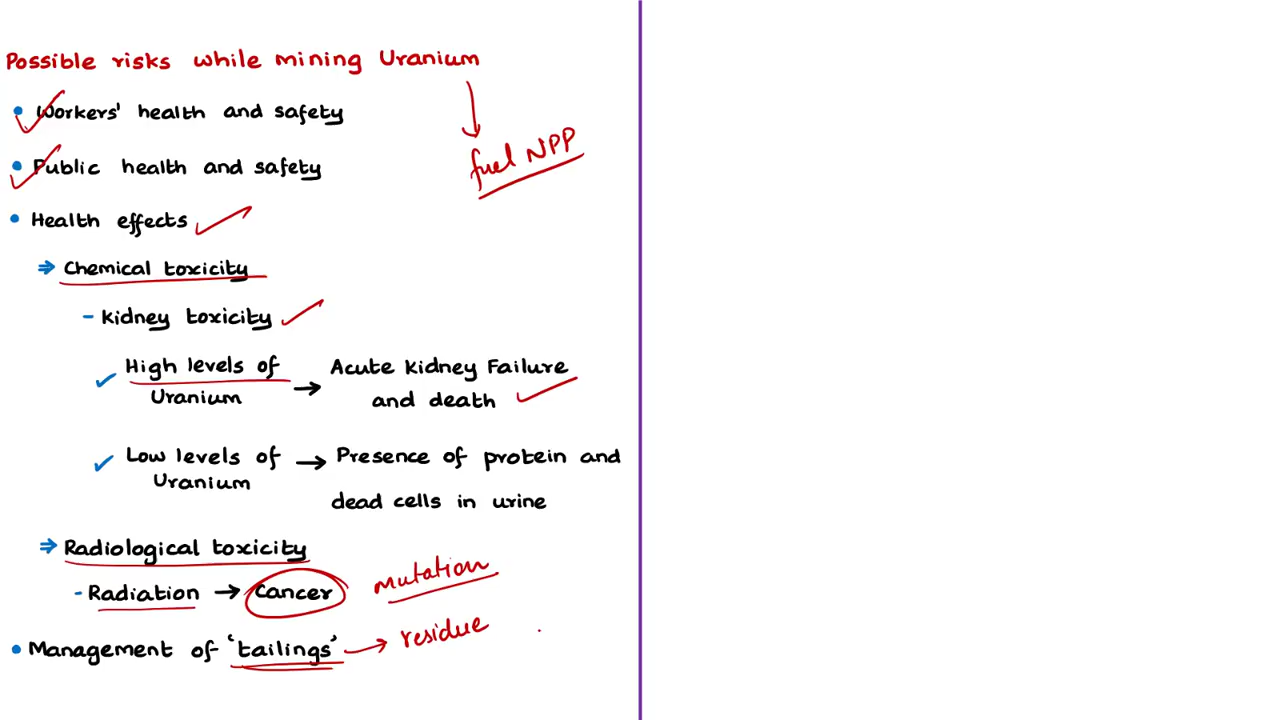 Possible risks while mining Uranium
• Workers' health and safety
fuel NPP
• Public health and safety
• Health effects
⇒ Chemical toxicity
- Kidney toxicity
✓ High levels of → Acute Kidney Failure
Uranium and death
✓ Low levels of → Presence of protein and
Uranium
dead cells in urine
⇒ Radiological toxicity
- Radiation → Cancer mutation
• Management of 'tailings' → residue